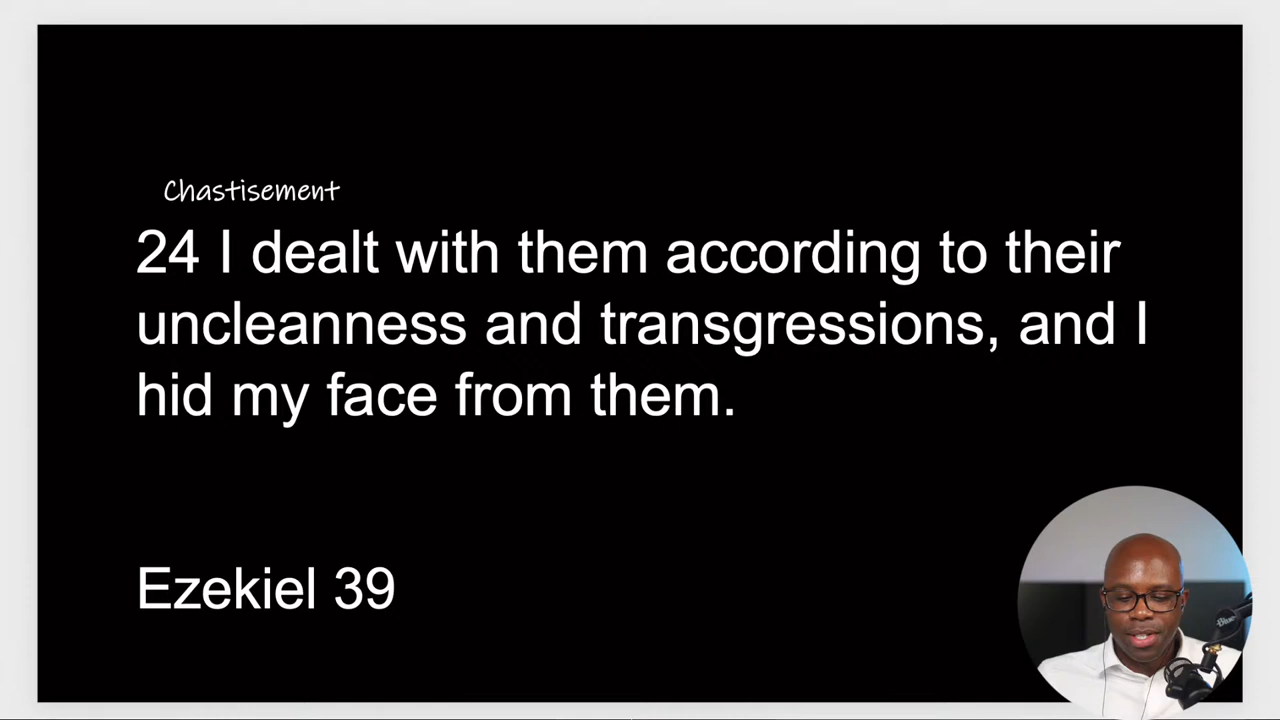 Chastisement
24 I dealt with them according to their
uncleanness and transgressions, and I
hid my face from them.
Ezekiel 39